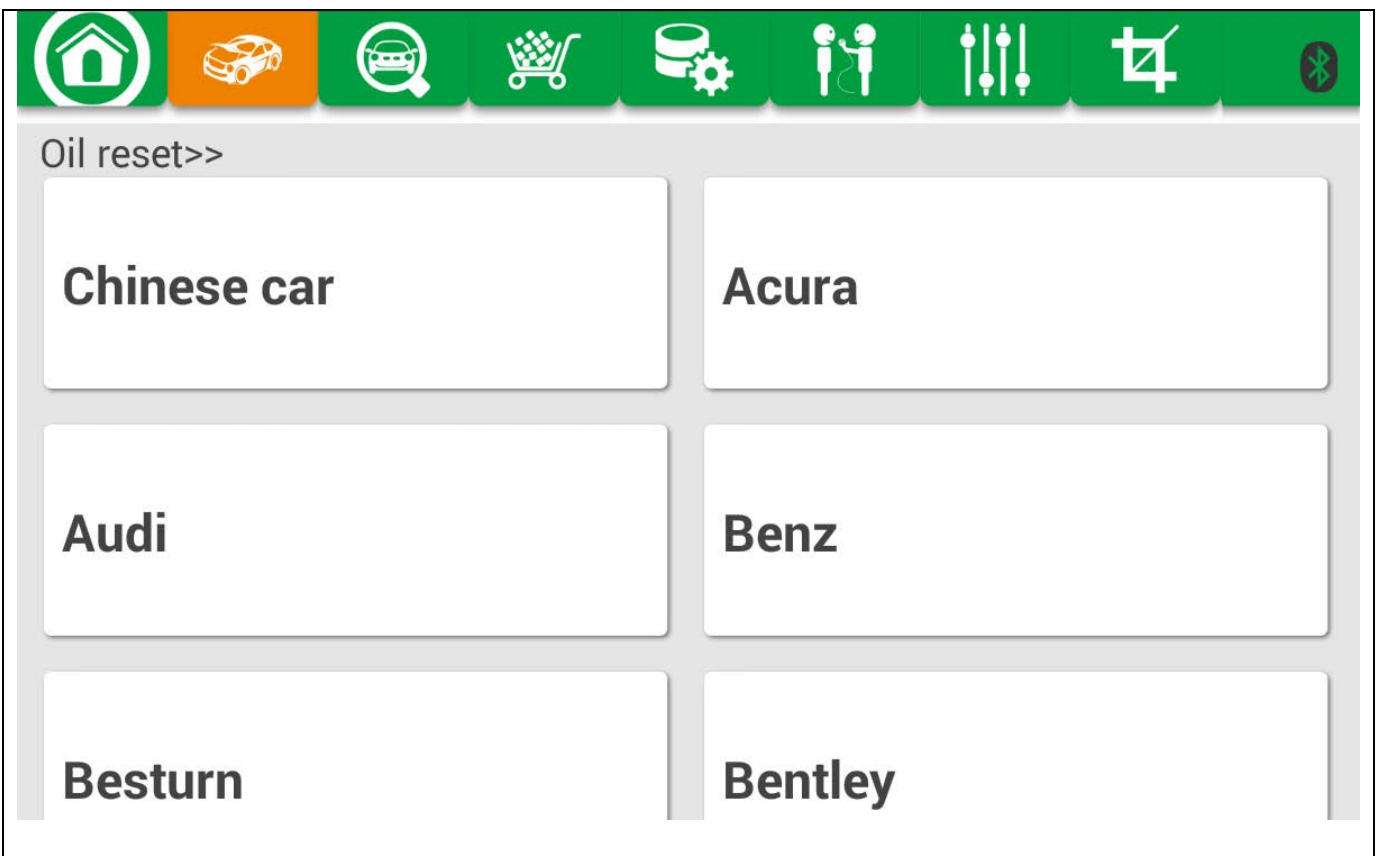 Oil reset>>
Chinese car
Acura
Audi
Benz
Besturn
Bentley